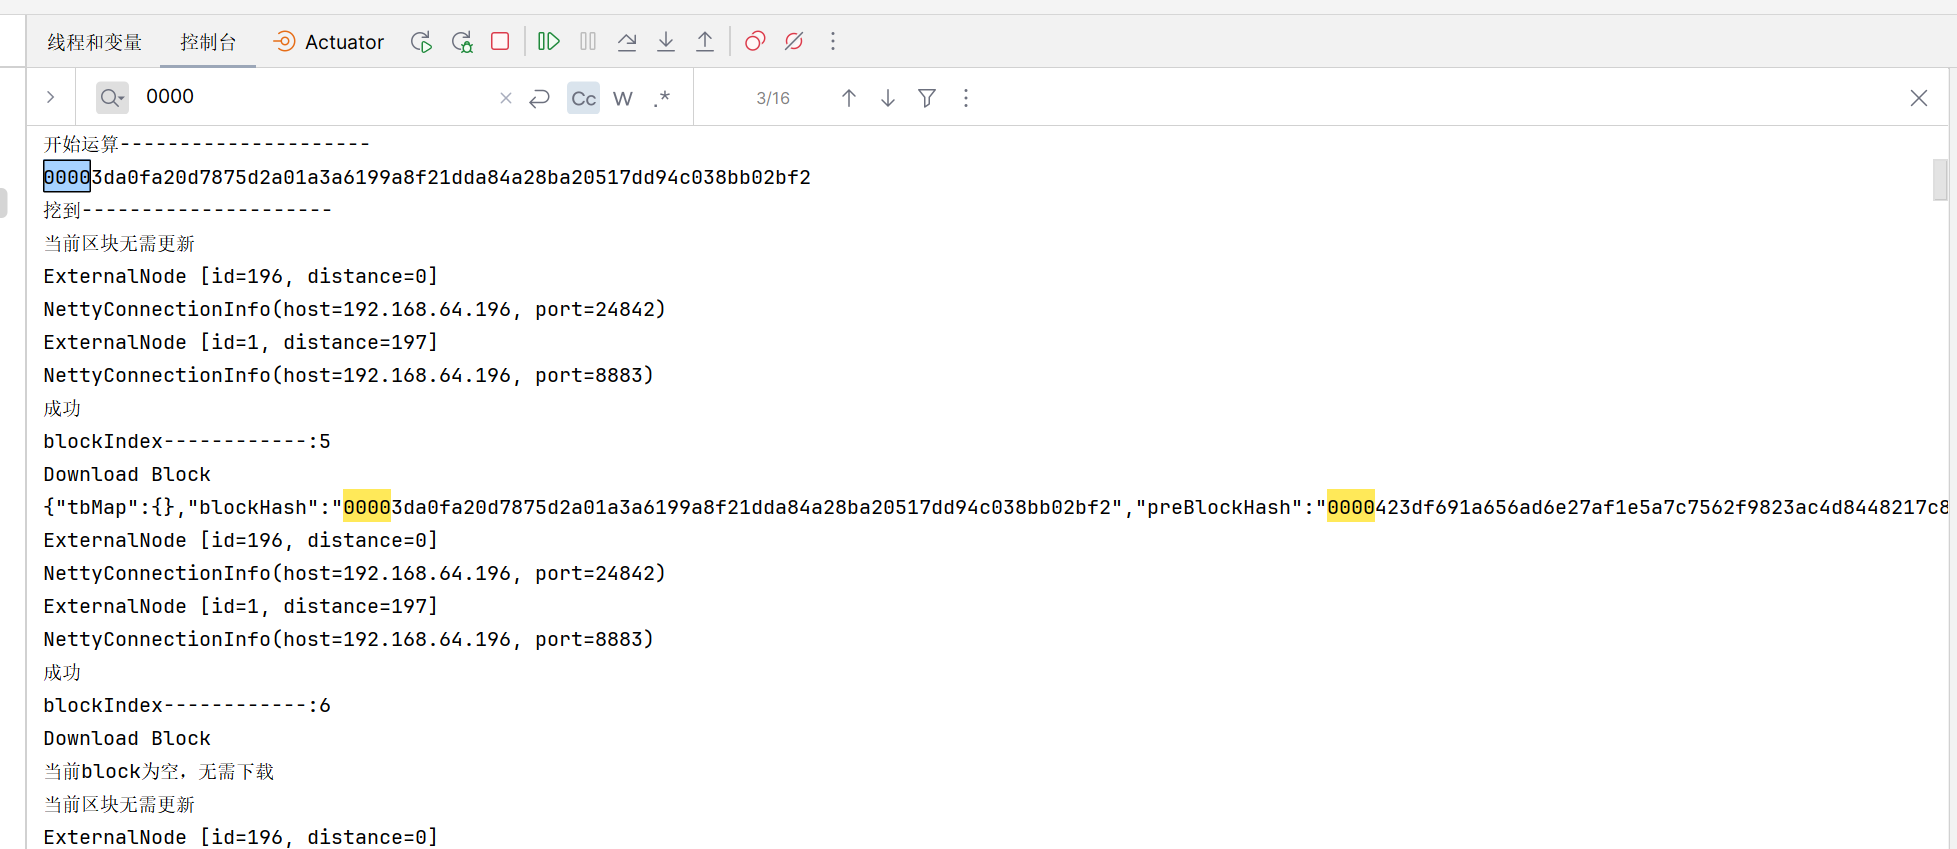 线程和变量 控制台 Actuator
0000 Cc W .* 3/16
开始运算---------------------
00003da0fa20d7875d2a01a3a6199a8f21dda84a28ba20517dd94c038bb02bf2
挖到---------------------
当前区块无需更新
ExternalNode [id=196, distance=0]
NettyConnectionInfo(host=192.168.64.196, port=24842)
ExternalNode [id=1, distance=197]
NettyConnectionInfo(host=192.168.64.196, port=8883)
成功
blockIndex------------:5
Download Block
{"tbMap":{},"blockHash":"00003da0fa20d7875d2a01a3a6199a8f21dda84a28ba20517dd94c038bb02bf2","preBlockHash":"0000423df691a656ad6e27af1e5a7c7562f9823ac4d8448217c8
ExternalNode [id=196, distance=0]
NettyConnectionInfo(host=192.168.64.196, port=24842)
ExternalNode [id=1, distance=197]
NettyConnectionInfo(host=192.168.64.196, port=8883)
成功
blockIndex------------:6
Download Block
当前block为空，无需下载
当前区块无需更新
ExternalNode [id=196, distance=0]